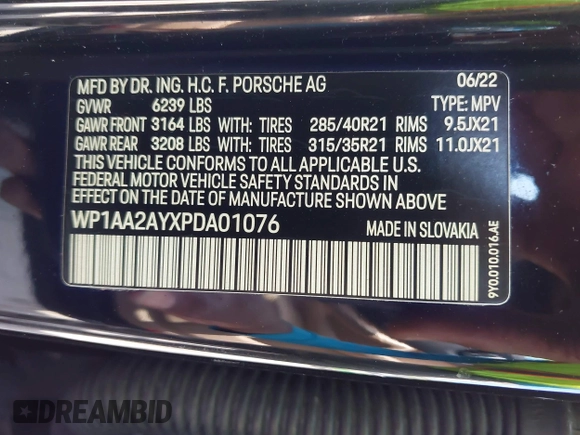 MFD BY DR. ING. H.C. F. PORSCHE AG 06/22
GVWR 6239 LBS TYPE: MPV
GAWR FRONT 3164 LBS WITH: TIRES 285/40R21 RIMS 9.5JX21
GAWR REAR 3208 LBS WITH: TIRES 315/35R21 RIMS 11.0JX21
THIS VEHICLE CONFORMS TO ALL APPLICABLE U.S.
FEDERAL MOTOR VEHICLE SAFETY STANDARDS IN
EFFECT ON THE DATE OF MANUFACTURE SHOWN ABOVE.
WP1AA2AYXPDA01076 MADE IN SLOVAKIA
9Y0.010.016.AE
DREAMBID